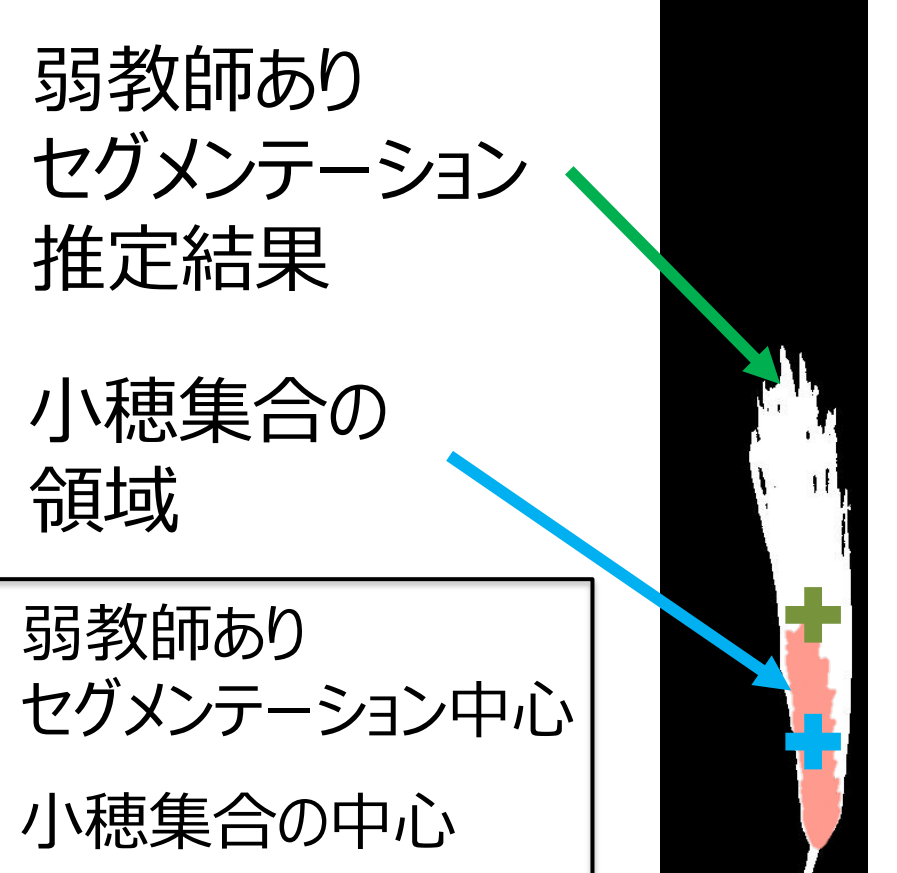 弱教師あり
セグメンテーション
推定結果
小穂集合の
領域
弱教師あり
セグメンテーション中心
小穂集合の中心